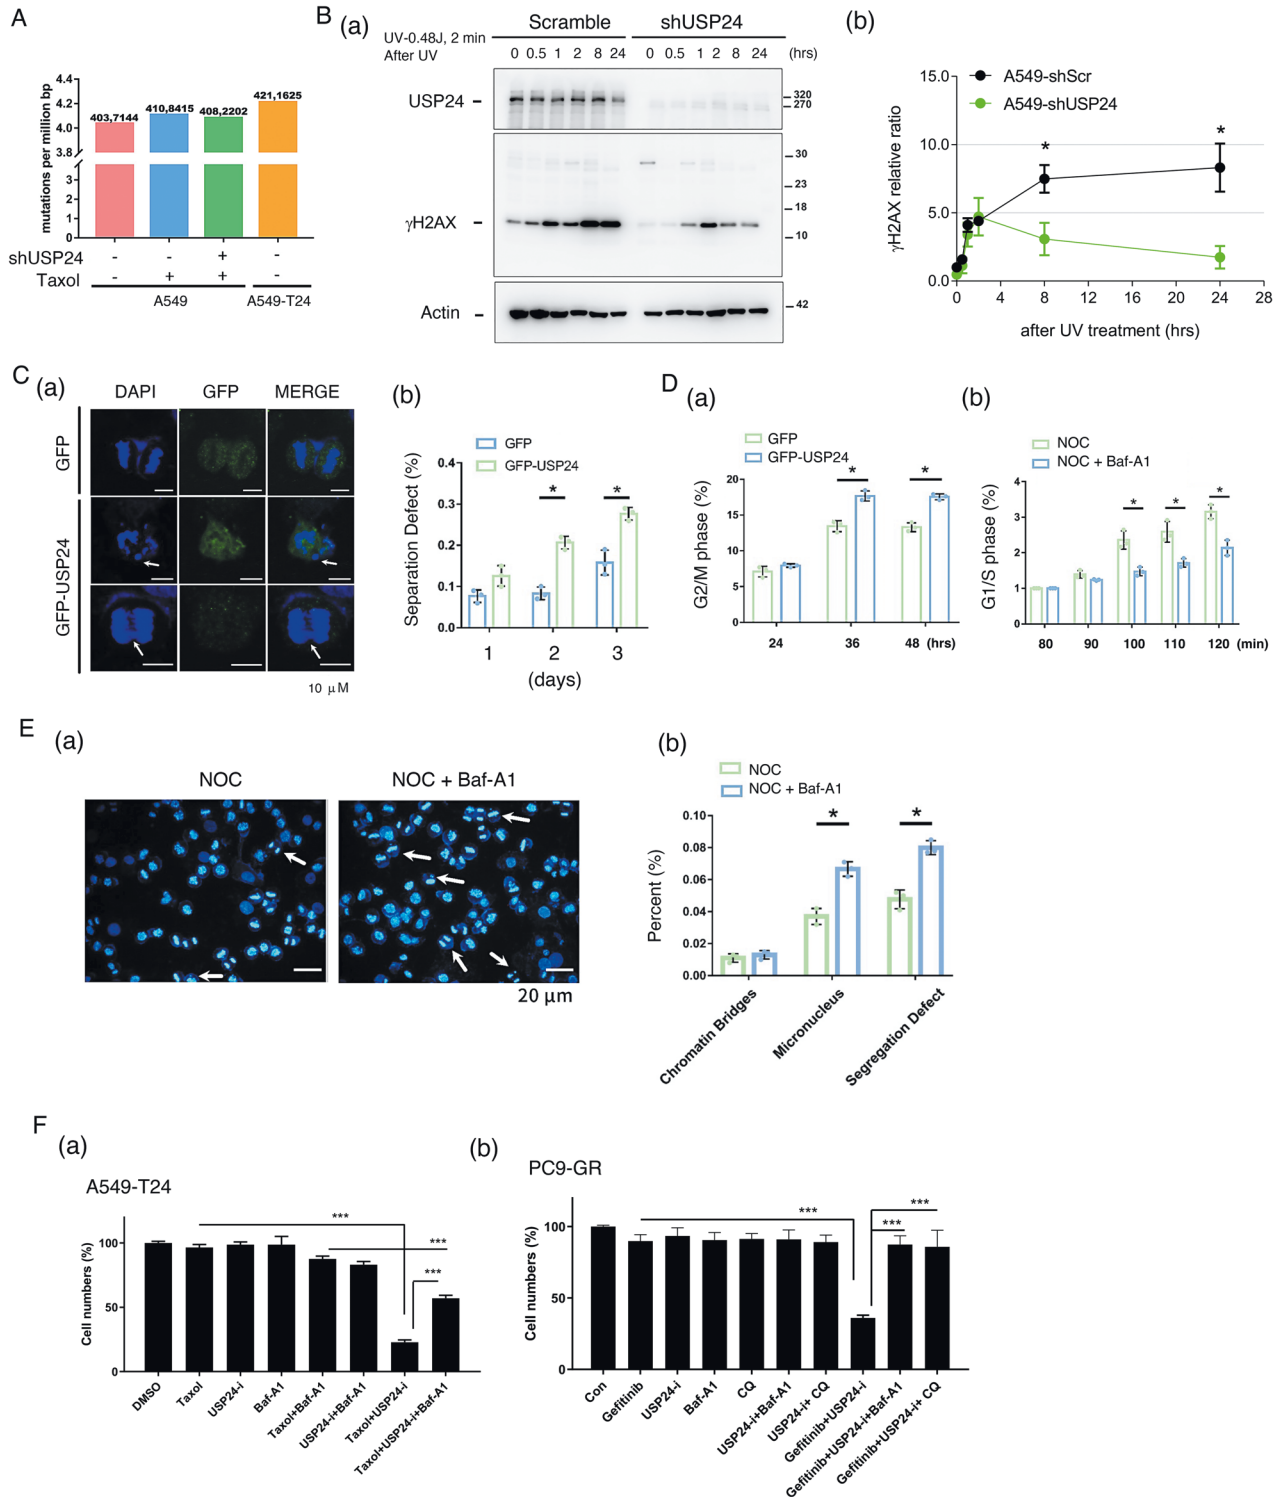 A
4.4
4.2
4.0
3.8
3
2
1
0
mutations per million bp
403,7144
410,8415
408,2202
421,1625
shUSP24 - - + -
Taxol - + + -
A549 A549-T24
B
(a)
Scramble shUSP24
UV-0.48J, 2 min
After UV 0 0.5 1 2 8 24 0 0.5 1 2 8 24 (hrs)
USP24
320
270
γH2AX
30
23
18
10
Actin
42
(b)
A549-shScr
A549-shUSP24
γH2AX relative ratio
15.0
10.0
5.0
0.0
* *
0 4 8 12 16 20 24 28
after UV treatment (hrs)
C
(a)
DAPI GFP MERGE
GFP
GFP-USP24
10 μM
(b)
GFP
GFP-USP24
Separation Defect (%)
0.4
0.3
0.2
0.1
0.0
* *
1 2 3
(days)
D
(a)
GFP
GFP-USP24
G2/M phase (%)
20
15
10
5
0
* *
24 36 48 (hrs)
(b)
NOC
NOC + Baf-A1
G1/S phase (%)
4
3
2
1
0
* * *
80 90 100 110 120 (min)
E
(a)
NOC NOC + Baf-A1
20 μm
(b)
NOC
NOC + Baf-A1
Percent (%)
0.10
0.08
0.06
0.04
0.02
0.00
* *
Chromatin Bridges
Micronucleus
Segregation Defect
F
(a)
A549-T24
Cell numbers (%)
100
50
0
***
***
***
DMSO
Taxol
USP24-i
Baf-A1
Taxol+Baf-A1
USP24-i+Baf-A1
Taxol+USP24-i
Taxol+USP24-i+Baf-A1
(b)
PC9-GR
Cell numbers (%)
100
50
0
***
***
***
Con
Gefitinib
USP24-i
Baf-A1
CQ
USP24-i+Baf-A1
USP24-i+ CQ
Gefitinib+USP24-i
Gefitinib+USP24-i+Baf-A1
Gefitinib+USP24-i+ CQ